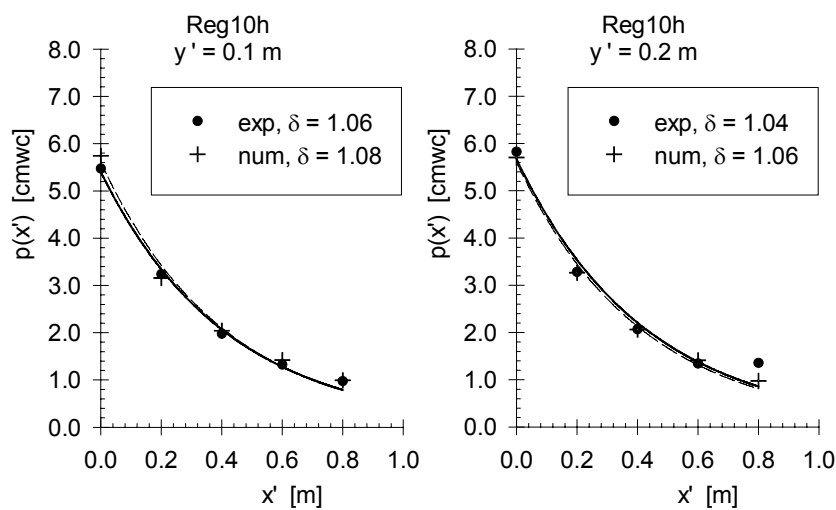 Reg10h
y ' = 0.1 m
8.0
7.0
6.0
5.0
4.0
3.0
2.0
1.0
0.0
p(x') [cmwc]
exp, δ = 1.06
num, δ = 1.08
0.0 0.2 0.4 0.6 0.8 1.0
x' [m]
Reg10h
y ' = 0.2 m
8.0
7.0
6.0
5.0
4.0
3.0
2.0
1.0
0.0
p(x') [cmwc]
exp, δ = 1.04
num, δ = 1.06
0.0 0.2 0.4 0.6 0.8 1.0
x' [m]